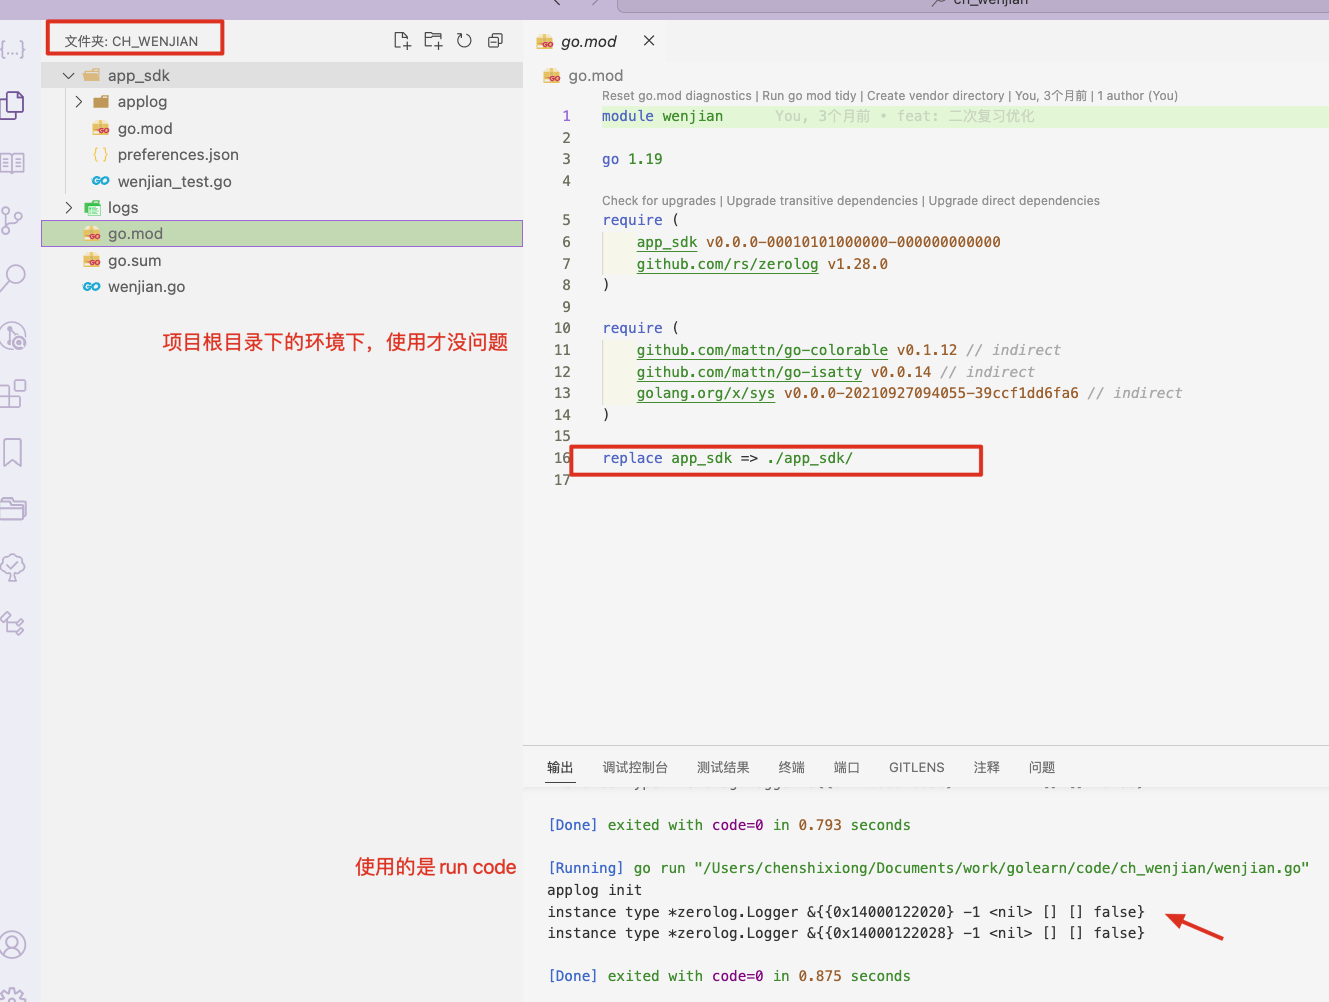 ch_wenjian
文件夹: CH_WENJIAN
app_sdk
applog
go.mod
preferences.json
wenjian_test.go
logs
go.mod
go.sum
wenjian.go
项目根目录下的环境下，使用才没问题
使用的是 run code
go.mod
go.mod
Reset go.mod diagnostics | Run go mod tidy | Create vendor directory | You, 3个月前 | 1 author (You)
1 module wenjian You, 3个月前 • feat: 二次复习优化
2
3 go 1.19
4
Check for upgrades | Upgrade transitive dependencies | Upgrade direct dependencies
5 require (
6 app_sdk v0.0.0-00010101000000-000000000000
7 github.com/rs/zerolog v1.28.0
8 )
9
10 require (
11 github.com/mattn/go-colorable v0.1.12 // indirect
12 github.com/mattn/go-isatty v0.0.14 // indirect
13 golang.org/x/sys v0.0.0-20210927094055-39ccf1dd6fa6 // indirect
14 )
15
16 replace app_sdk => ./app_sdk/
17
输出 调试控制台 测试结果 终端 端口 GITLENS 注释 问题
[Done] exited with code=0 in 0.793 seconds
[Running] go run "/Users/chenshixiong/Documents/work/golearn/code/ch_wenjian/wenjian.go"
applog init
instance type *zerolog.Logger &{{0x14000122020} -1 <nil> [] [] false}
instance type *zerolog.Logger &{{0x14000122028} -1 <nil> [] [] false}
[Done] exited with code=0 in 0.875 seconds